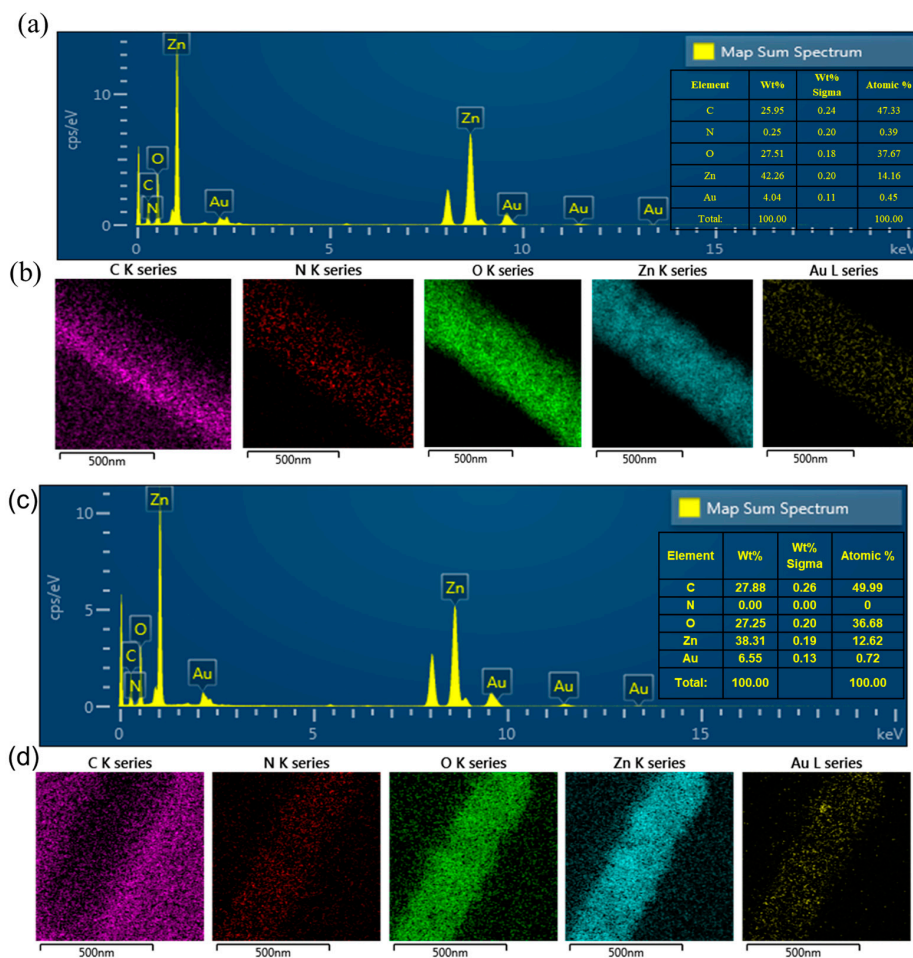 (a)
Zn
Map Sum Spectrum
10
cps/eV
Element Wt% Wt% Sigma Atomic %
C 25.95 0.24 47.33
N 0.25 0.20 0.39
O 27.51 0.18 37.67
Zn 42.26 0.20 14.16
Au 4.04 0.11 0.45
Total: 100.00 100.00
Zn
O
C
N
Au
Au
Au
Au
0
0 5 10 15 keV
(b)
C K series N K series O K series Zn K series Au L series
500nm 500nm 500nm 500nm 500nm
(c)
Zn
Map Sum Spectrum
10
cps/eV
Element Wt% Wt% Sigma Atomic %
C 27.88 0.26 49.99
N 0.00 0.00 0
O 27.25 0.20 36.68
Zn 38.31 0.19 12.62
Au 6.55 0.13 0.72
Total: 100.00 100.00
Zn
5
O
C
N
Au
Au
Au
Au
0
0 5 10 15 keV
(d)
C K series N K series O K series Zn K series Au L series
500nm 500nm 500nm 500nm 500nm